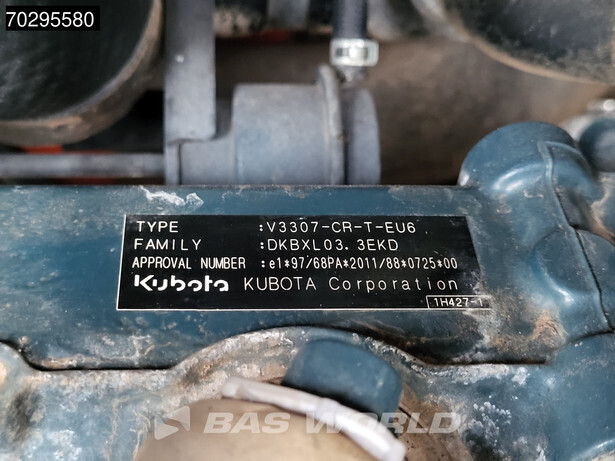 70295580
TYPE :V3307-CR-T-EU6
FAMILY :DKBXL03.3EKD
APPROVAL NUMBER :e1*97/68PA*2011/88*0725*00
Kubota KUBOTA Corporation
1H427-1
BAS WORLD